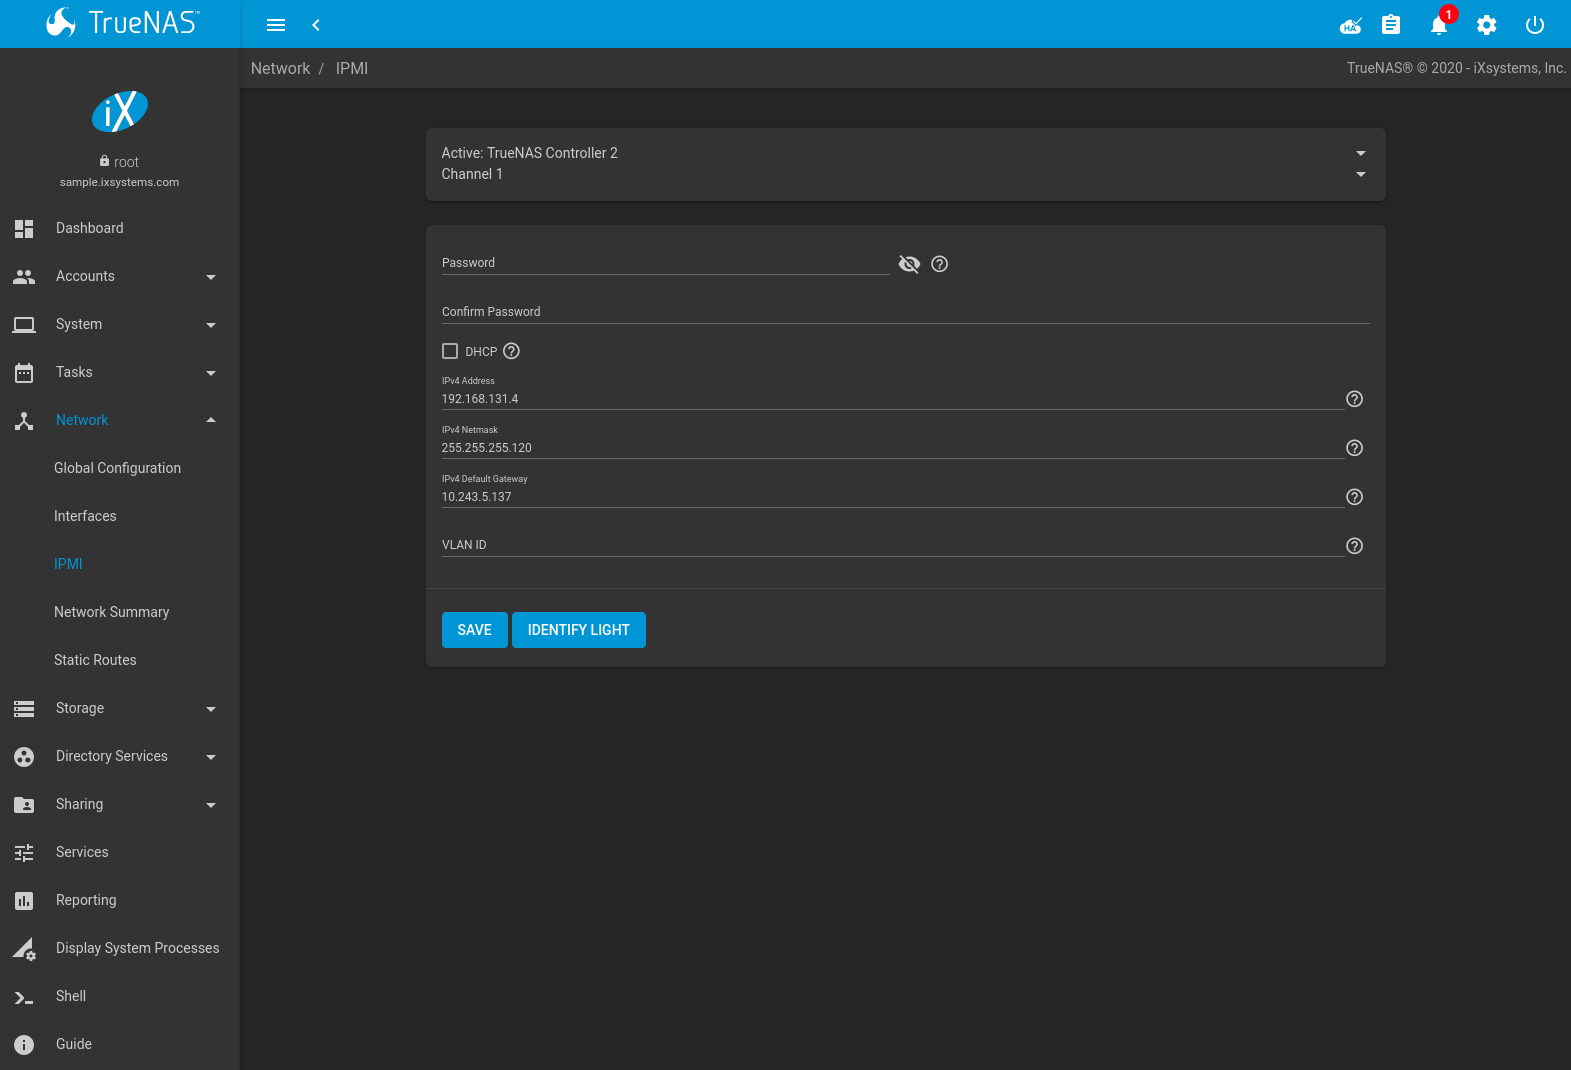 TrueNAS™
1
Network / IPMI
TrueNAS® © 2020 - iXsystems, Inc.
iX
root
sample.ixsystems.com
Dashboard
Accounts
System
Tasks
Network
Global Configuration
Interfaces
IPMI
Network Summary
Static Routes
Storage
Directory Services
Sharing
Services
Reporting
Display System Processes
Shell
Guide
HA
Active: TrueNAS Controller 2
Channel 1
Password
Confirm Password
DHCP
IPv4 Address
192.168.131.4
IPv4 Netmask
255.255.255.120
IPv4 Default Gateway
10.243.5.137
VLAN ID
SAVE IDENTIFY LIGHT